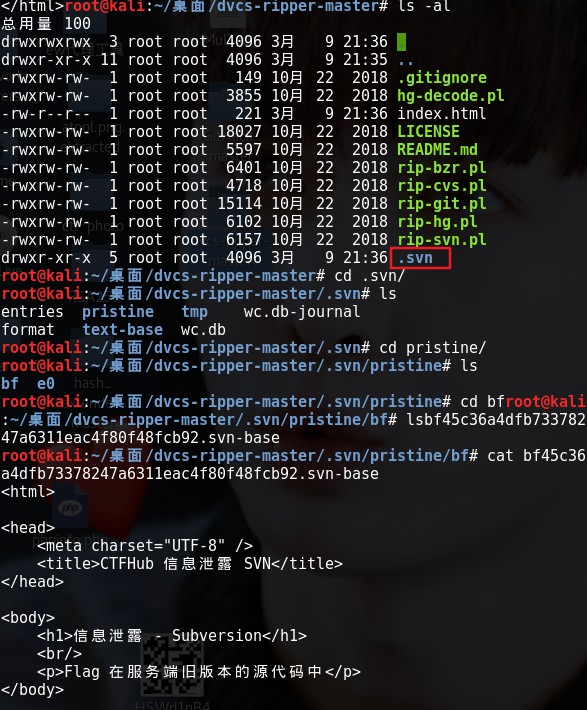 </html>root@kali:~/桌面/dvcs-ripper-master# ls -al
总用量 100
drwxrwxrwx  3 root root  4096 3月   9 21:36 .
drwxr-xr-x 11 root root  4096 3月   9 21:35 ..
-rwxrw-rw-  1 root root   149 10月 22  2018 .gitignore
-rwxrw-rw-  1 root root  3855 10月 22  2018 hg-decode.pl
-rw-r--r--  1 root root   221 3月   9 21:36 index.html
-rwxrw-rw-  1 root root 18027 10月 22  2018 LICENSE
-rwxrw-rw-  1 root root  5597 10月 22  2018 README.md
-rwxrw-rw-  1 root root  6401 10月 22  2018 rip-bzr.pl
-rwxrw-rw-  1 root root  4718 10月 22  2018 rip-cvs.pl
-rwxrw-rw-  1 root root 15114 10月 22  2018 rip-git.pl
-rwxrw-rw-  1 root root  6102 10月 22  2018 rip-hg.pl
-rwxrw-rw-  1 root root  6157 10月 22  2018 rip-svn.pl
drwxr-xr-x  5 root root  4096 3月   9 21:36 .svn
root@kali:~/桌面/dvcs-ripper-master# cd .svn/
root@kali:~/桌面/dvcs-ripper-master/.svn# ls
entries  pristine  tmp    wc.db-journal
format   text-base  wc.db
root@kali:~/桌面/dvcs-ripper-master/.svn# cd pristine/
root@kali:~/桌面/dvcs-ripper-master/.svn/pristine# ls
bf  e0
root@kali:~/桌面/dvcs-ripper-master/.svn/pristine# cd bfroot@kali
:~/桌面/dvcs-ripper-master/.svn/pristine/bf# lsbf45c36a4dfb733782
47a6311eac4f80f48fcb92.svn-base
root@kali:~/桌面/dvcs-ripper-master/.svn/pristine/bf# cat bf45c36
a4dfb73378247a6311eac4f80f48fcb92.svn-base
<html>
<head>
    <meta charset="UTF-8" />
    <title>CTFHub 信息泄露 SVN</title>
</head>
<body>
    <h1>信息泄露 - Subversion</h1>
    <br/>
    <p>Flag 在服务端旧版本的源代码中</p>
</body>
phpinfo.php
HSWd1nB4